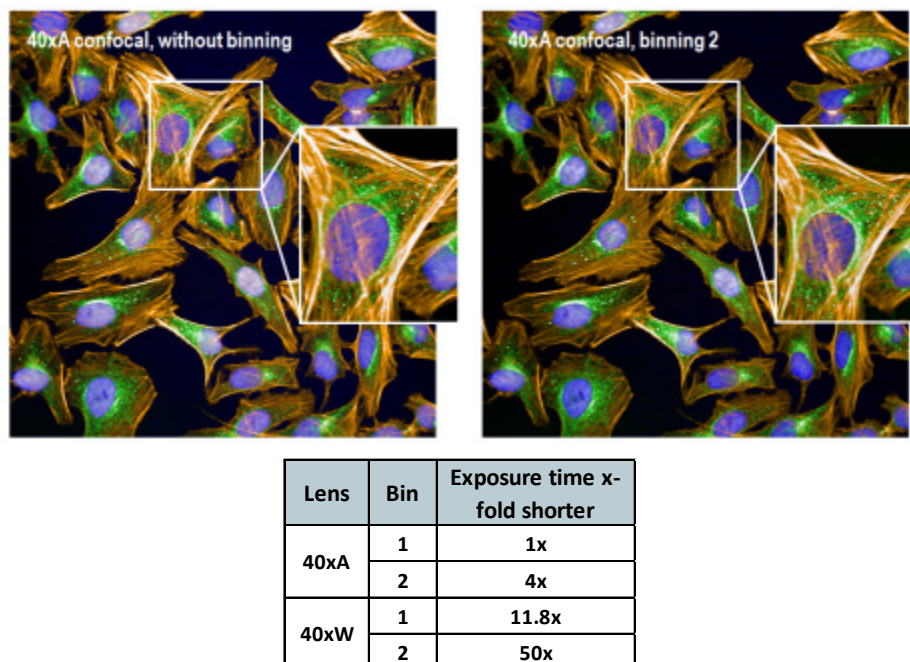 40xA confocal, without binning
40xA confocal, binning 2
Lens Bin Exposure time x-
fold shorter
40xA 1 1x
2 4x
40xW 1 11.8x
2 50x